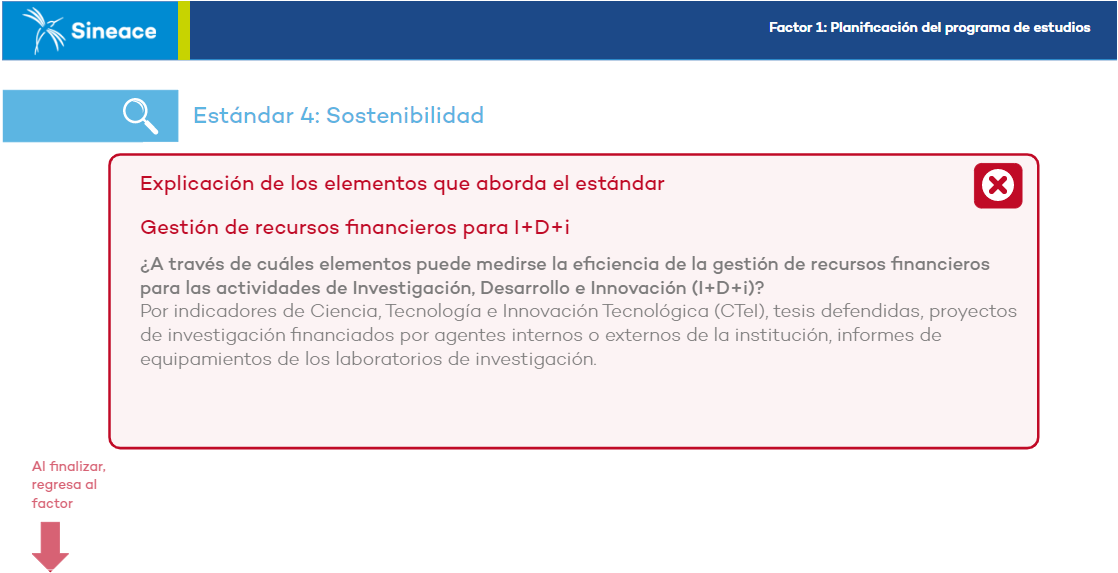 Sineace
Factor 1: Planificación del programa de estudios
Estándar 4: Sostenibilidad
Explicación de los elementos que aborda el estándar
Gestión de recursos financieros para I+D+i
¿A través de cuáles elementos puede medirse la eficiencia de la gestión de recursos financieros
para las actividades de Investigación, Desarrollo e Innovación (I+D+i)?
Por indicadores de Ciencia, Tecnología e Innovación Tecnológica (CTeI), tesis defendidas, proyectos
de investigación financiados por agentes internos o externos de la institución, informes de
equipamientos de los laboratorios de investigación.
Al finalizar,
regresa al
factor